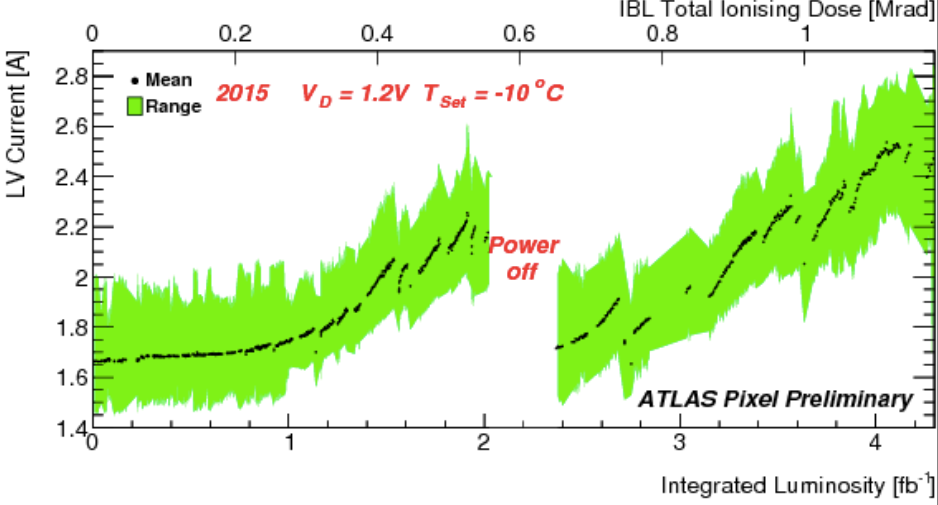 IBL Total Ionising Dose [Mrad]
0 0.2 0.4 0.6 0.8 1
LV Current [A]
2.8
2.6
2.4
2.2
2
1.8
1.6
1.4
Mean
Range
2015 V_D = 1.2V T_Set = -10 °C
Power
off
ATLAS Pixel Preliminary
0 1 2 3 4
Integrated Luminosity [fb⁻¹]